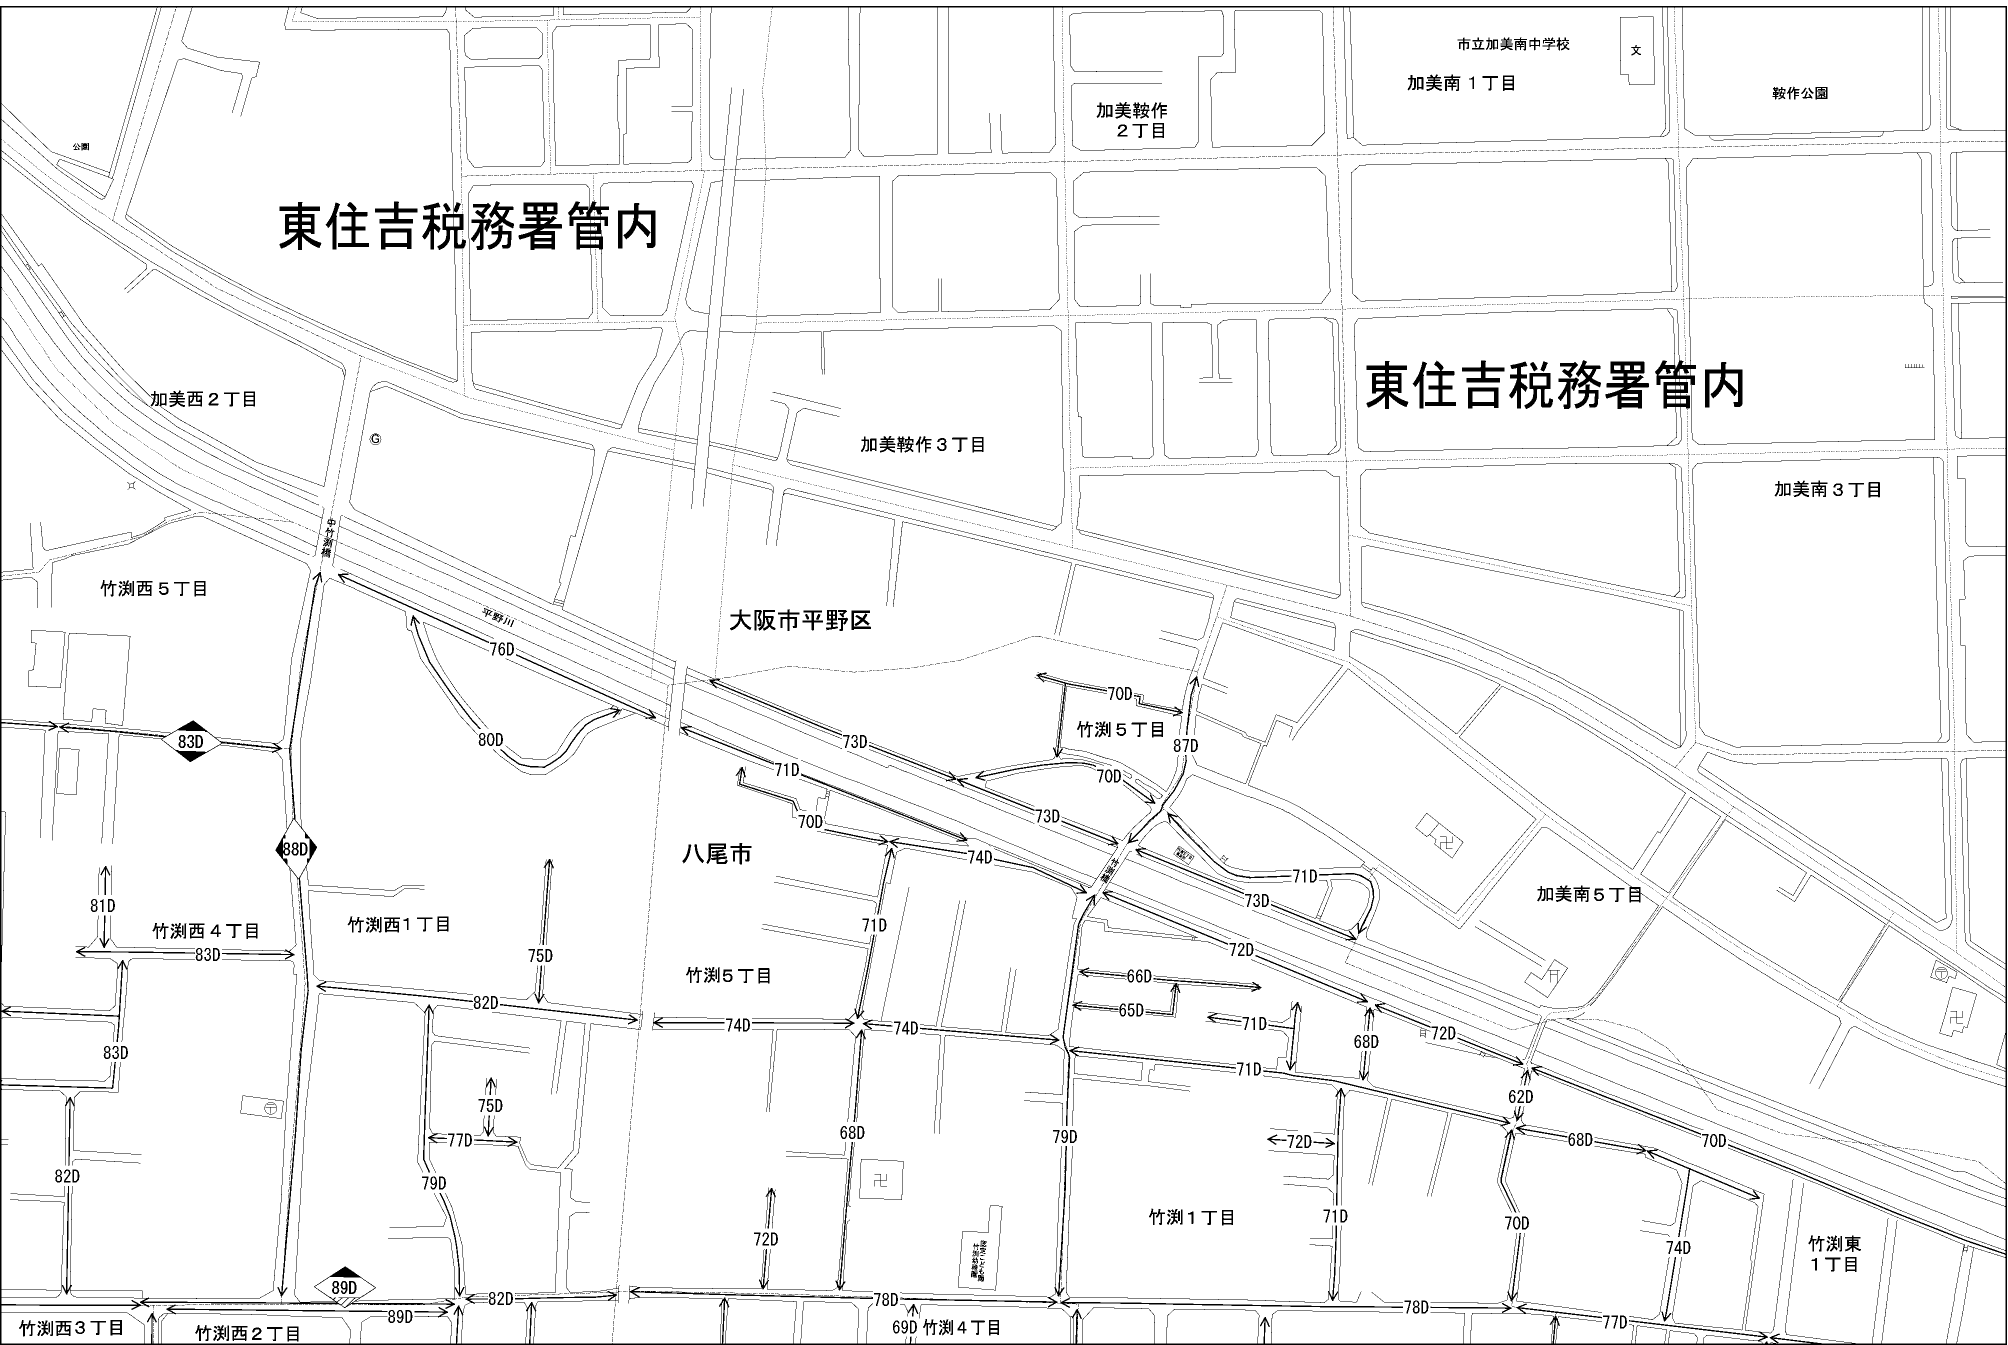 市立加美南中学校
文
加美南1丁目
鞍作公園
加美鞍作
2丁目
公園
東住吉税務署管内
東住吉税務署管内
加美西2丁目
G
加美鞍作3丁目
加美南3丁目
中竹渕橋
竹渕西5丁目
平野川
大阪市平野区
76D
70D
竹渕5丁目
83D
80D
73D
87D
71D
70D
73D
70D
88D
八尾市
74D
竹渕橋
71D
81D
加美南5丁目
73D
竹渕西4丁目
竹渕西1丁目
71D
83D
75D
72D
竹渕5丁目
66D
82D
65D
74D
74D
71D
72D
83D
68D
71D
62D
75D
77D
68D
79D
72D
68D
70D
82D
79D
竹渕1丁目
71D
70D
72D
74D
竹渕東
1丁目
89D
82D
78D
78D
89D
77D
竹渕西3丁目
竹渕西2丁目
69D
竹渕4丁目